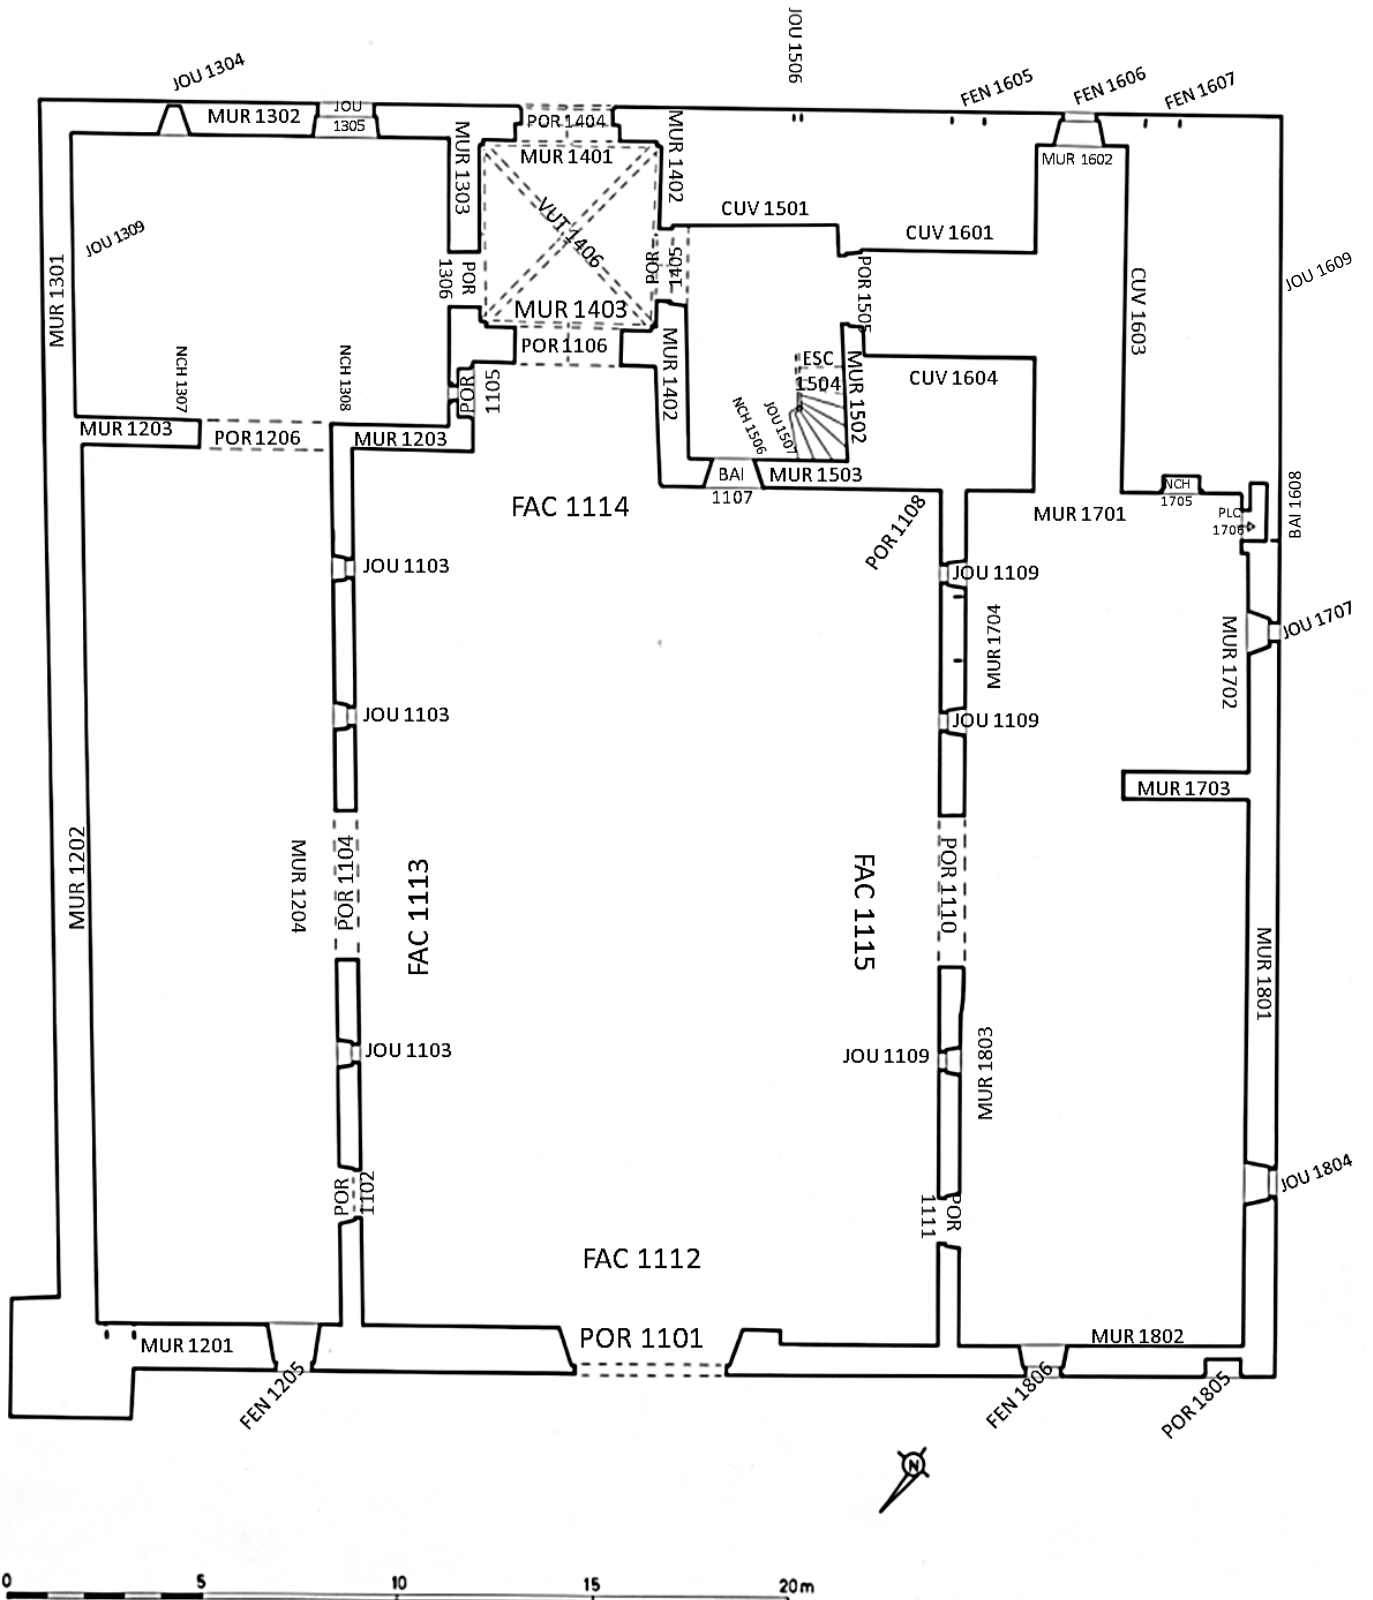 JOU 1506
JOU 1304
FEN 1605
FEN 1606
FEN 1607
MUR 1302
JOU
1305
POR 1404
MUR 1401
MUR 1303
MUR 1402
MUR 1602
CUV 1501
CUV 1601
VUT 1406
JOU 1309
MUR 1301
POR
1306
POR
1405
POR 1505
CUV 1603
JOU 1609
MUR 1403
POR 1106
NCH 1307
NCH 1308
POR
1105
MUR 1402
ESC
1504
MUR 1502
CUV 1604
NCH 1506
JOU 1507
MUR 1203
POR 1206
MUR 1203
BAI
1107
MUR 1503
FAC 1114
POR 1108
MUR 1701
NCH
1705
PLC
1706
BAI 1608
JOU 1103
JOU 1109
MUR 1704
JOU 1707
MUR 1702
JOU 1103
JOU 1109
MUR 1703
MUR 1202
MUR 1204
POR 1104
FAC 1113
FAC 1115
POR 1110
MUR 1801
JOU 1103
JOU 1109
MUR 1803
POR
1102
POR
1111
JOU 1804
FAC 1112
MUR 1201
FEN 1205
POR 1101
MUR 1802
FEN 1806
POR 1805
N
0 5 10 15 20m